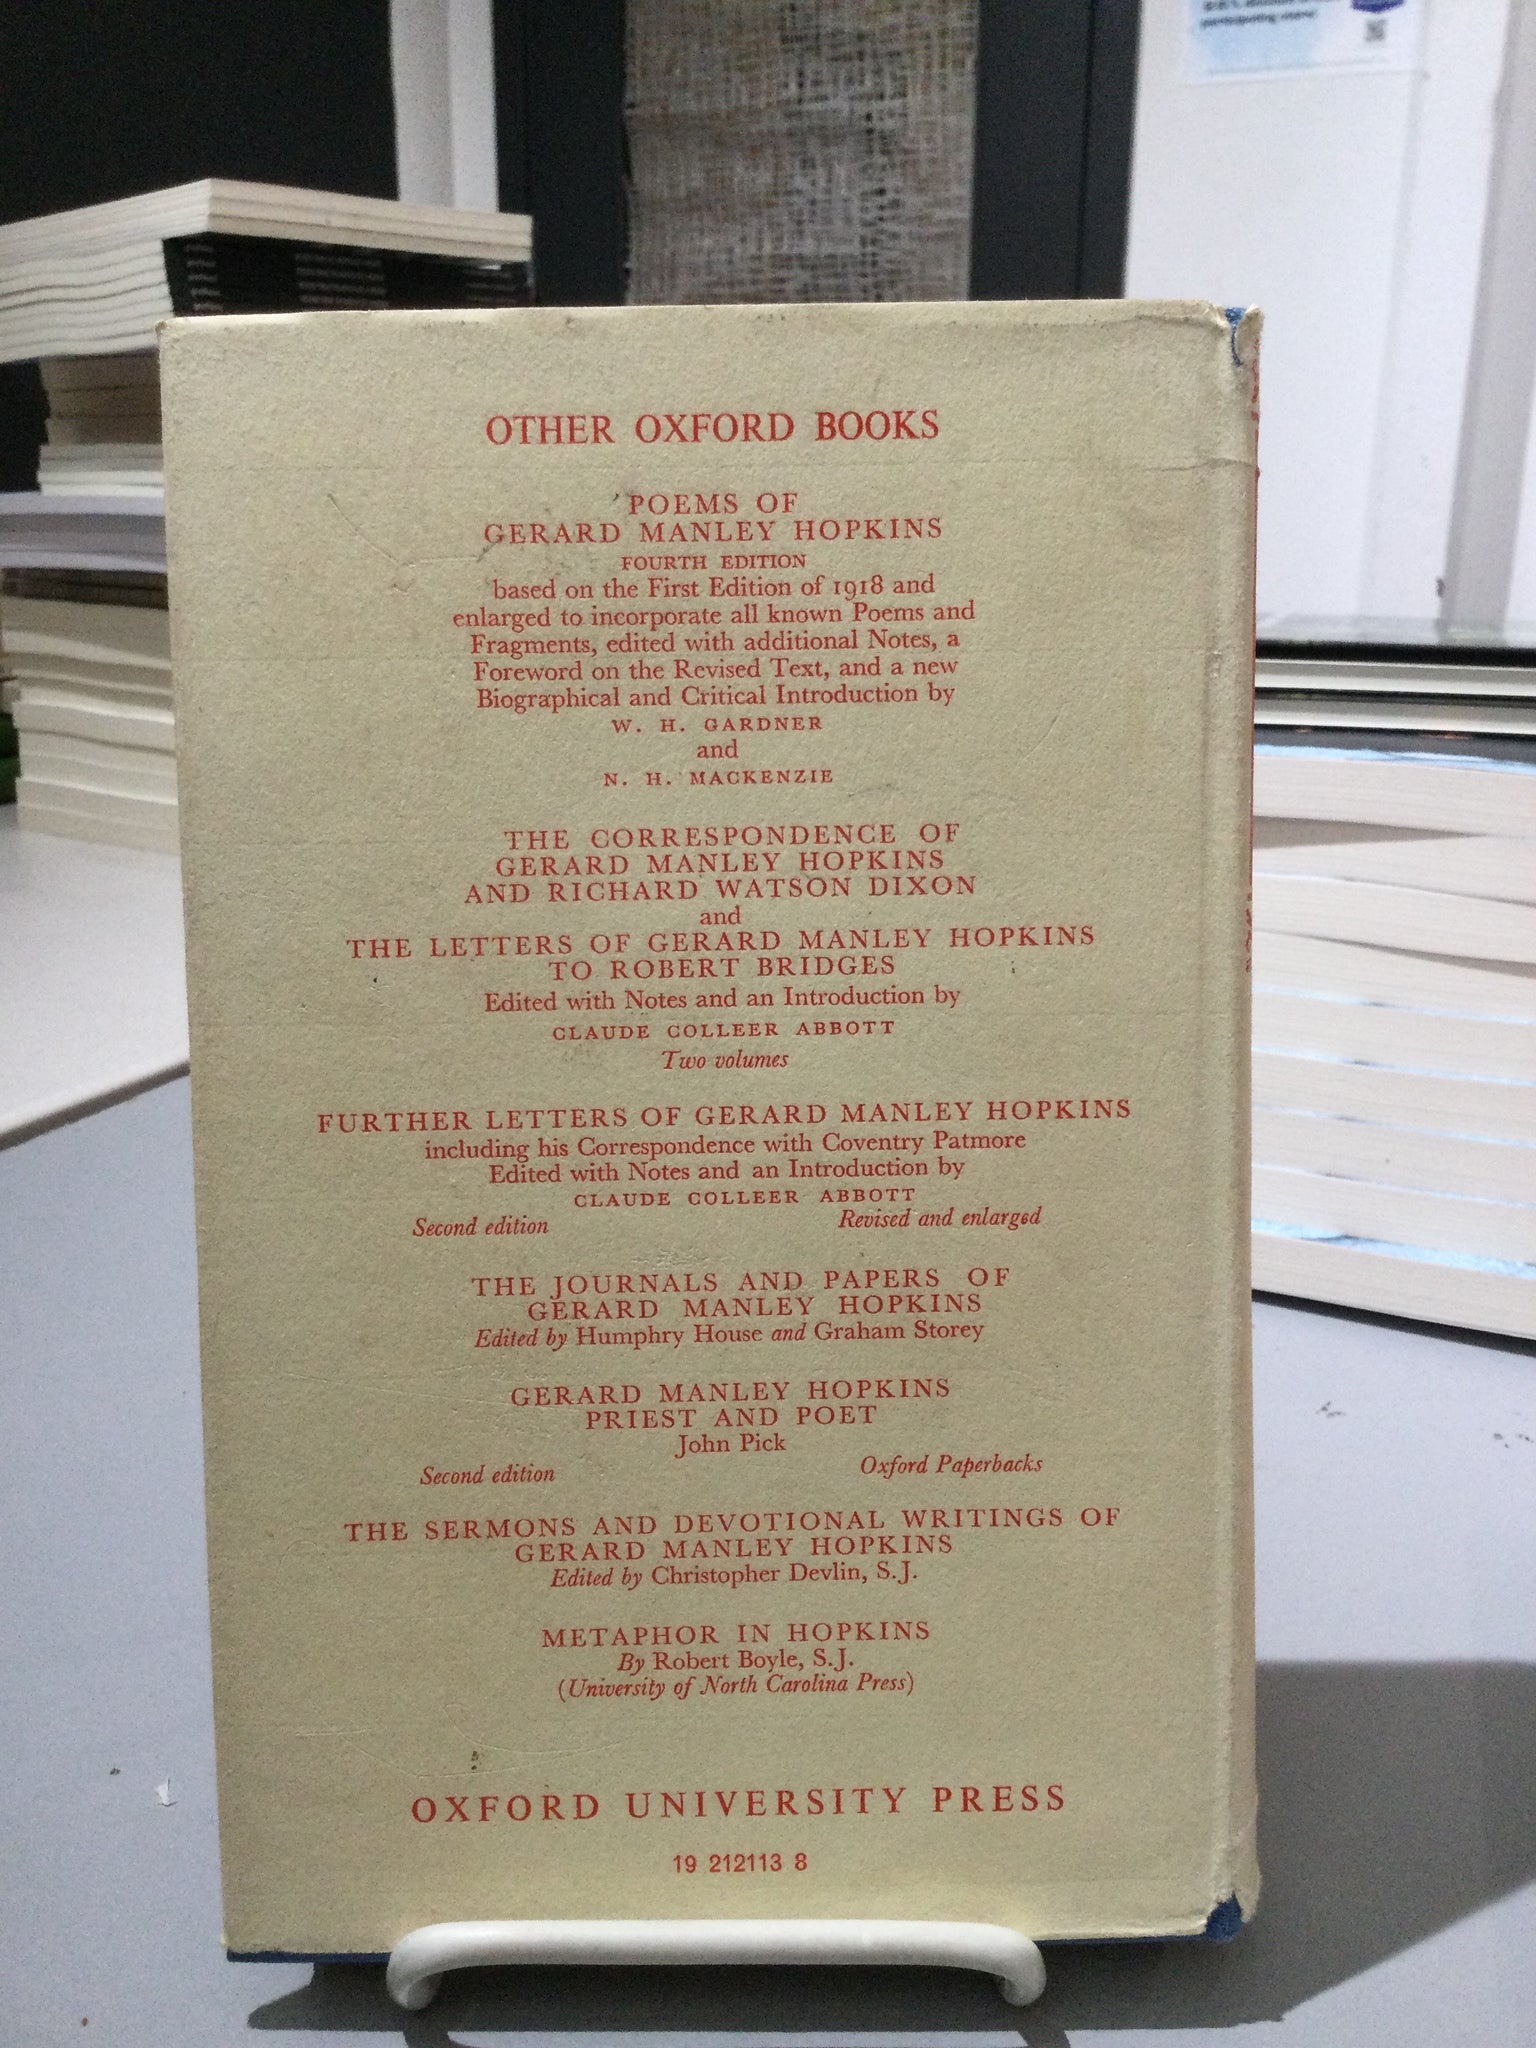 participating stores
OTHER OXFORD BOOKS
POEMS OF
GERARD MANLEY HOPKINS
FOURTH EDITION
based on the First Edition of 1918 and
enlarged to incorporate all known Poems and
Fragments, edited with additional Notes, a
Foreword on the Revised Text, and a new
Biographical and Critical Introduction by
W. H. GARDNER
and
N. H. MACKENZIE
THE CORRESPONDENCE OF
GERARD MANLEY HOPKINS
AND RICHARD WATSON DIXON
and
THE LETTERS OF GERARD MANLEY HOPKINS
TO ROBERT BRIDGES
Edited with Notes and an Introduction by
CLAUDE COLLEER ABBOTT
Two volumes
FURTHER LETTERS OF GERARD MANLEY HOPKINS
including his Correspondence with Coventry Patmore
Edited with Notes and an Introduction by
CLAUDE COLLEER ABBOTT
Second edition Revised and enlarged
THE JOURNALS AND PAPERS OF
GERARD MANLEY HOPKINS
Edited by Humphry House and Graham Storey
GERARD MANLEY HOPKINS
PRIEST AND POET
John Pick
Second edition Oxford Paperbacks
THE SERMONS AND DEVOTIONAL WRITINGS OF
GERARD MANLEY HOPKINS
Edited by Christopher Devlin, S.J.
METAPHOR IN HOPKINS
By Robert Boyle, S.J.
(University of North Carolina Press)
OXFORD UNIVERSITY PRESS
19 212113 8